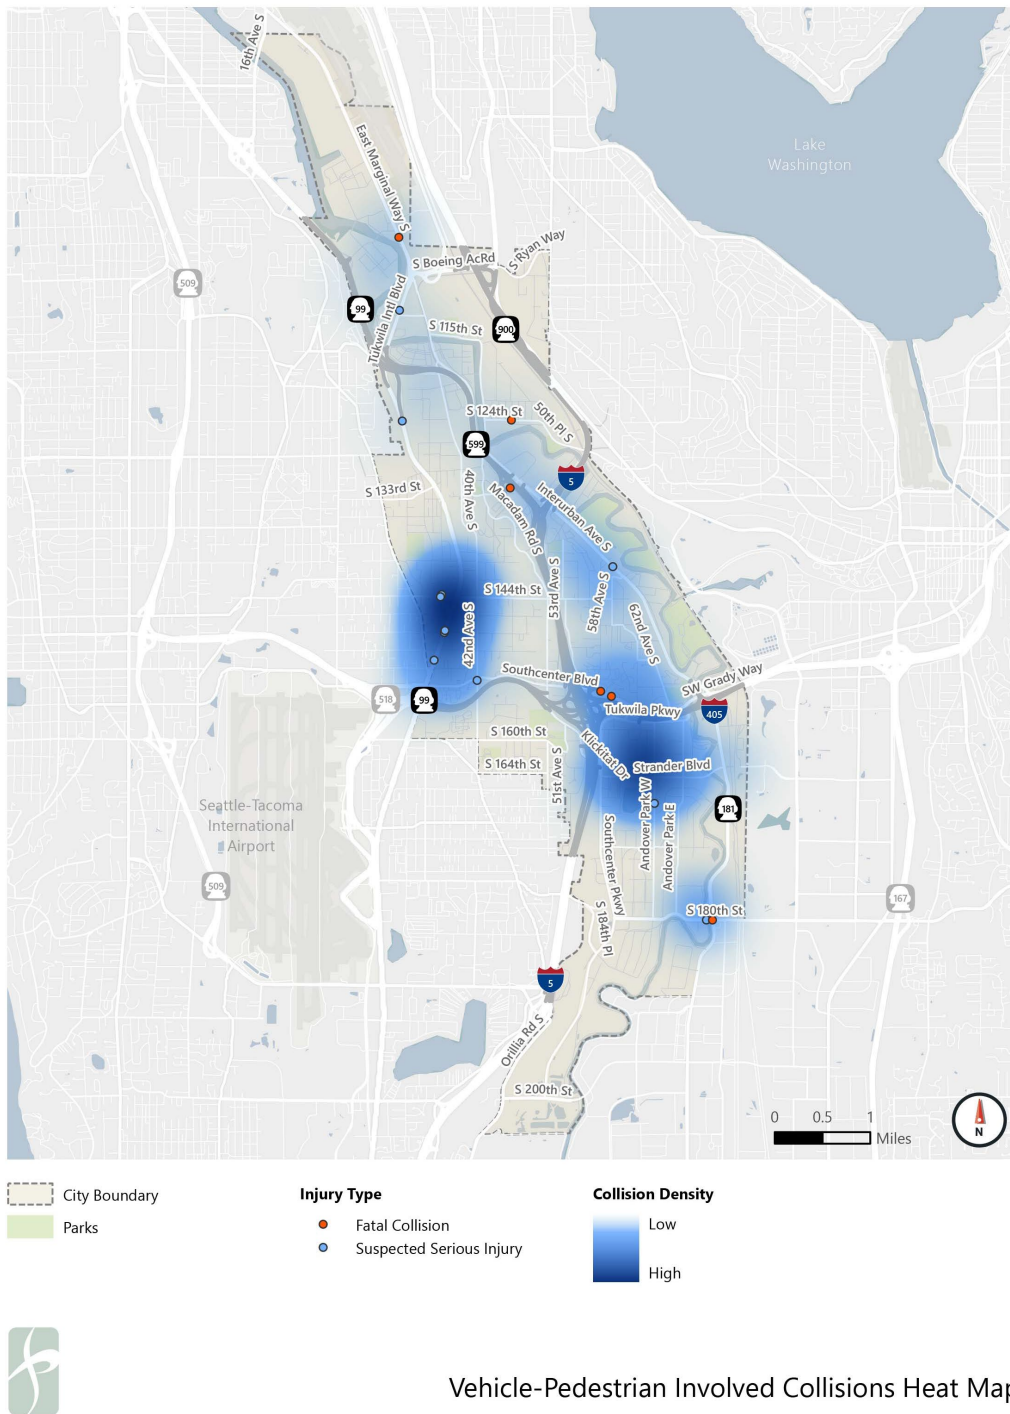 16th Ave S
East Marginal Way S
Lake
Washington
S Boeing AcRd
S Ryan Way
509
99
Tukwila Intl Blvd
S 115th St
900
S 124th St
50th Pl S
599
5
S 133rd St
40th Ave S
Macadam Rd S
Interurban Ave S
S 144th St
53rd Ave S
58th Ave S
62nd Ave S
42nd Ave S
Southcenter Blvd
SW Grady Way
518
99
Tukwila Pkwy
405
S 160th St
Klickitat Dr
Strander Blvd
S 164th St
51st Ave S
Seattle-Tacoma
International
Airport
Andover Park W
Andover Park E
181
Southcenter Pkwy
509
167
S 180th St
S 184th Pl
5
Orillia Rd S
S 200th St
0 0.5 1
Miles
N
City Boundary
Parks
Injury Type
Fatal Collision
Suspected Serious Injury
Collision Density
Low
High
Vehicle-Pedestrian Involved Collisions Heat Map